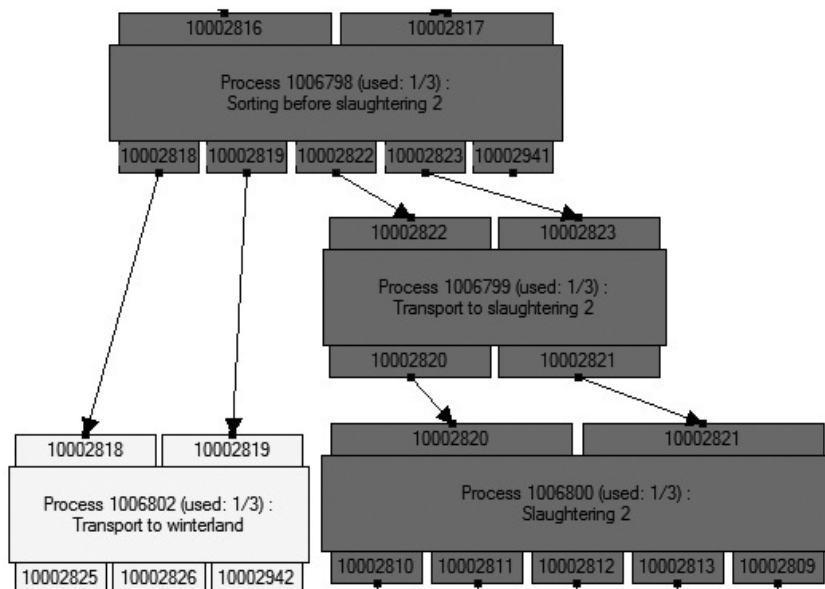 10002816 10002817
Process 1006798 (used: 1/3) :
Sorting before slaughtering 2
10002818 10002819 10002822 10002823 10002941
10002822 10002823
Process 1006799 (used: 1/3) :
Transport to slaughtering 2
10002820 10002821
10002818 10002819
Process 1006802 (used: 1/3) :
Transport to winterland
10002825 10002826 10002942
10002820 10002821
Process 1006800 (used: 1/3) :
Slaughtering 2
10002810 10002811 10002812 10002813 10002809